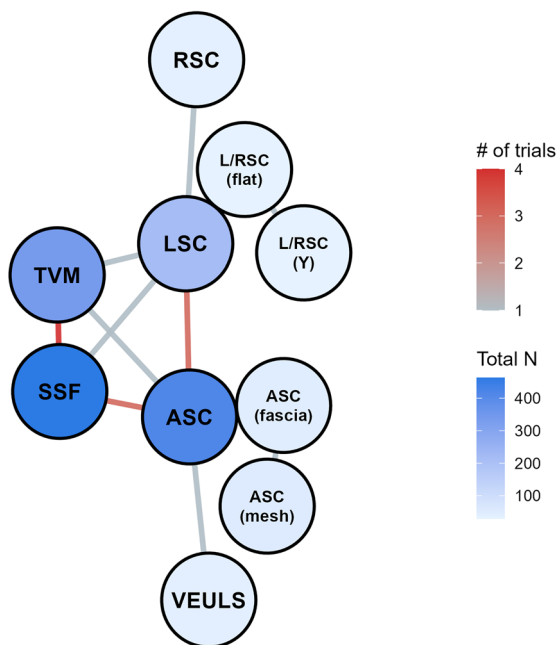 RSC
L/RSC
(flat)
LSC
L/RSC
(Y)
TVM
SSF
ASC
ASC
(fascia)
ASC
(mesh)
VEULS
# of trials
4
3
2
1
Total N
400
300
200
100